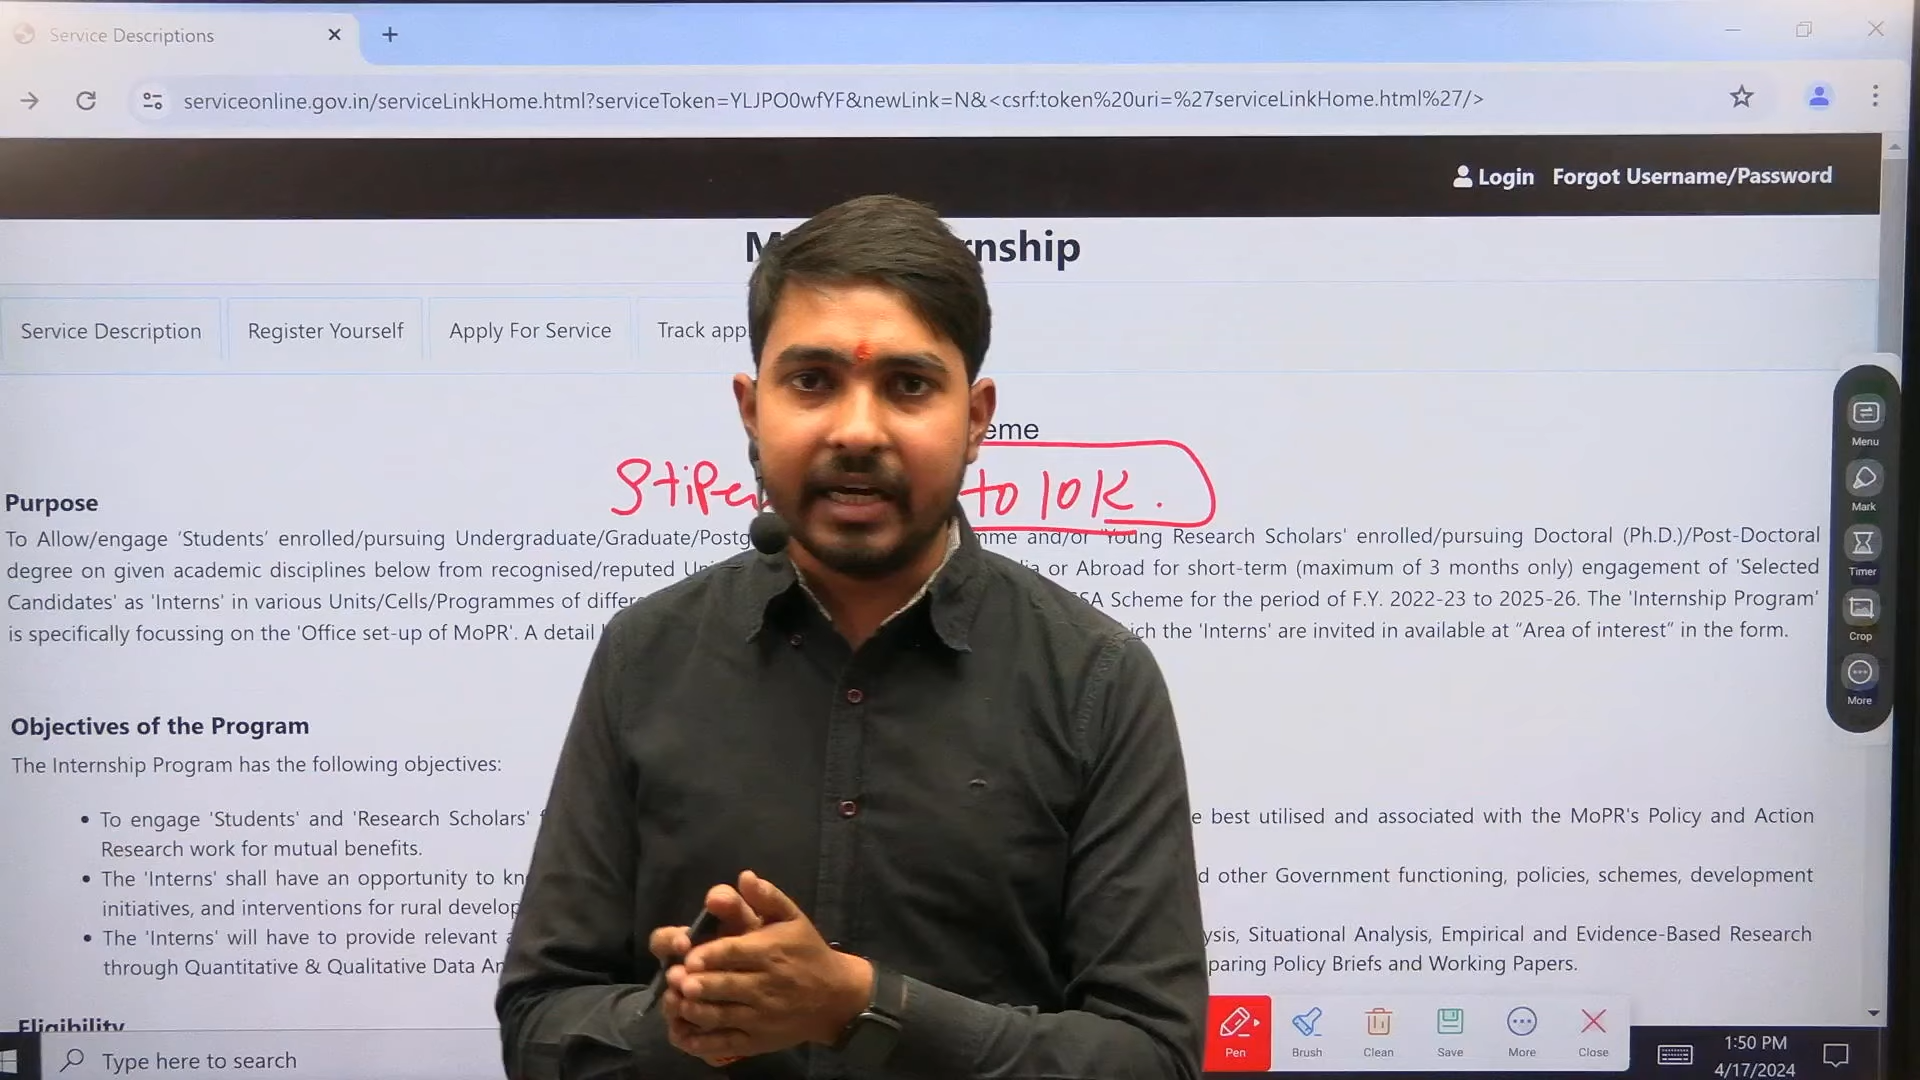 Service Descriptions
serviceonline.gov.in/serviceLinkHome.html?serviceToken=YLJPO0wfYF&newLink=N&<csrf:token%20uri=%27serviceLinkHome.html%27/>
Login Forgot Username/Password
M rnship
Service Description Register Yourself Apply For Service Track app
eme
Stipen to 10K.
Purpose
To Allow/engage ‘Students’ enrolled/pursuing Undergraduate/Graduate/Postg mme and/or 'Young Research Scholars' enrolled/pursuing Doctoral (Ph.D.)/Post-Doctoral
degree on given academic disciplines below from recognised/reputed Uni ia or Abroad for short-term (maximum of 3 months only) engagement of 'Selected
Candidates' as 'Interns' in various Units/Cells/Programmes of differe SA Scheme for the period of F.Y. 2022-23 to 2025-26. The 'Internship Program'
is specifically focussing on the 'Office set-up of MoPR'. A detail ich the 'Interns' are invited in available at “Area of interest” in the form.
Objectives of the Program
The Internship Program has the following objectives:
To engage 'Students' and 'Research Scholars' e best utilised and associated with the MoPR's Policy and Action
Research work for mutual benefits.
The 'Interns' shall have an opportunity to kn d other Government functioning, policies, schemes, development
initiatives, and interventions for rural develop
The 'Interns' will have to provide relevant a ysis, Situational Analysis, Empirical and Evidence-Based Research
through Quantitative & Qualitative Data An paring Policy Briefs and Working Papers.
Eligibility
Menu
Mark
Timer
Crop
More
Pen Brush Clean Save More Close
Type here to search
1:50 PM
4/17/2024